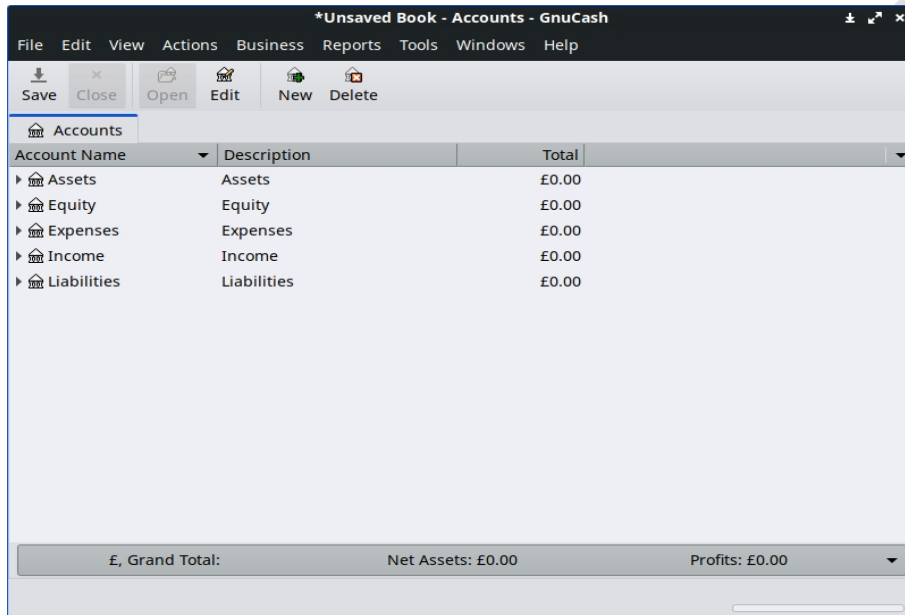 *Unsaved Book - Accounts - GnuCash
File Edit View Actions Business Reports Tools Windows Help
Save Close Open Edit New Delete
Accounts
Account Name Description Total
Assets Assets £0.00
Equity Equity £0.00
Expenses Expenses £0.00
Income Income £0.00
Liabilities Liabilities £0.00
£, Grand Total: Net Assets: £0.00 Profits: £0.00